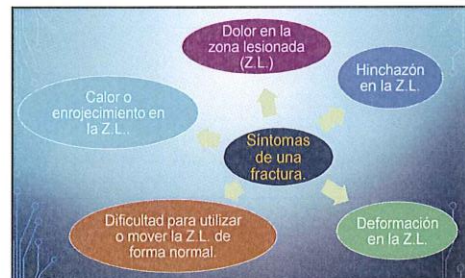 Dolor en la
zona lesionada
(Z.L.)
Hinchazón
en la Z.L.
Calor o
enrojecimiento en
la Z.L..
Síntomas
de una
fractura.
Dificultad para utilizar
o mover la Z.L. de
forma normal.
Deformación
en la Z.L.